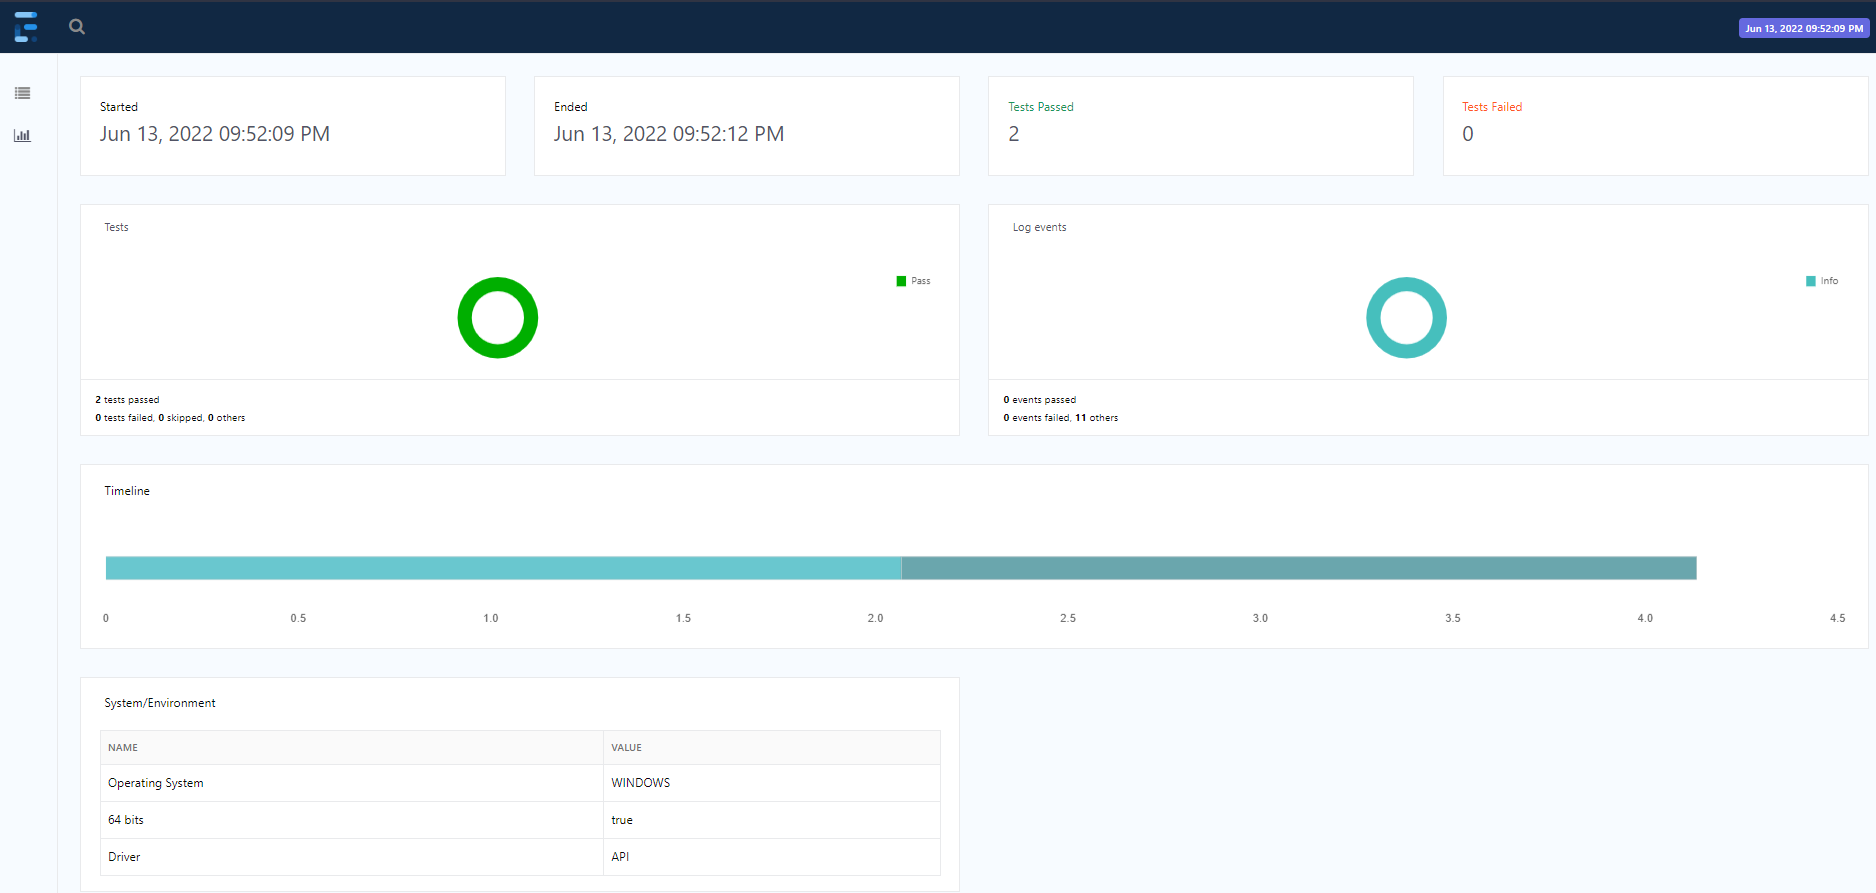 Jun 13, 2022 09:52:09 PM
Started
Jun 13, 2022 09:52:09 PM
Ended
Jun 13, 2022 09:52:12 PM
Tests Passed
2
Tests Failed
0
Tests
Pass
2 tests passed
0 tests failed, 0 skipped, 0 others
Log events
Info
0 events passed
0 events failed, 11 others
Timeline
0 0.5 1.0 1.5 2.0 2.5 3.0 3.5 4.0 4.5
System/Environment
NAME VALUE
Operating System WINDOWS
64 bits true
Driver API